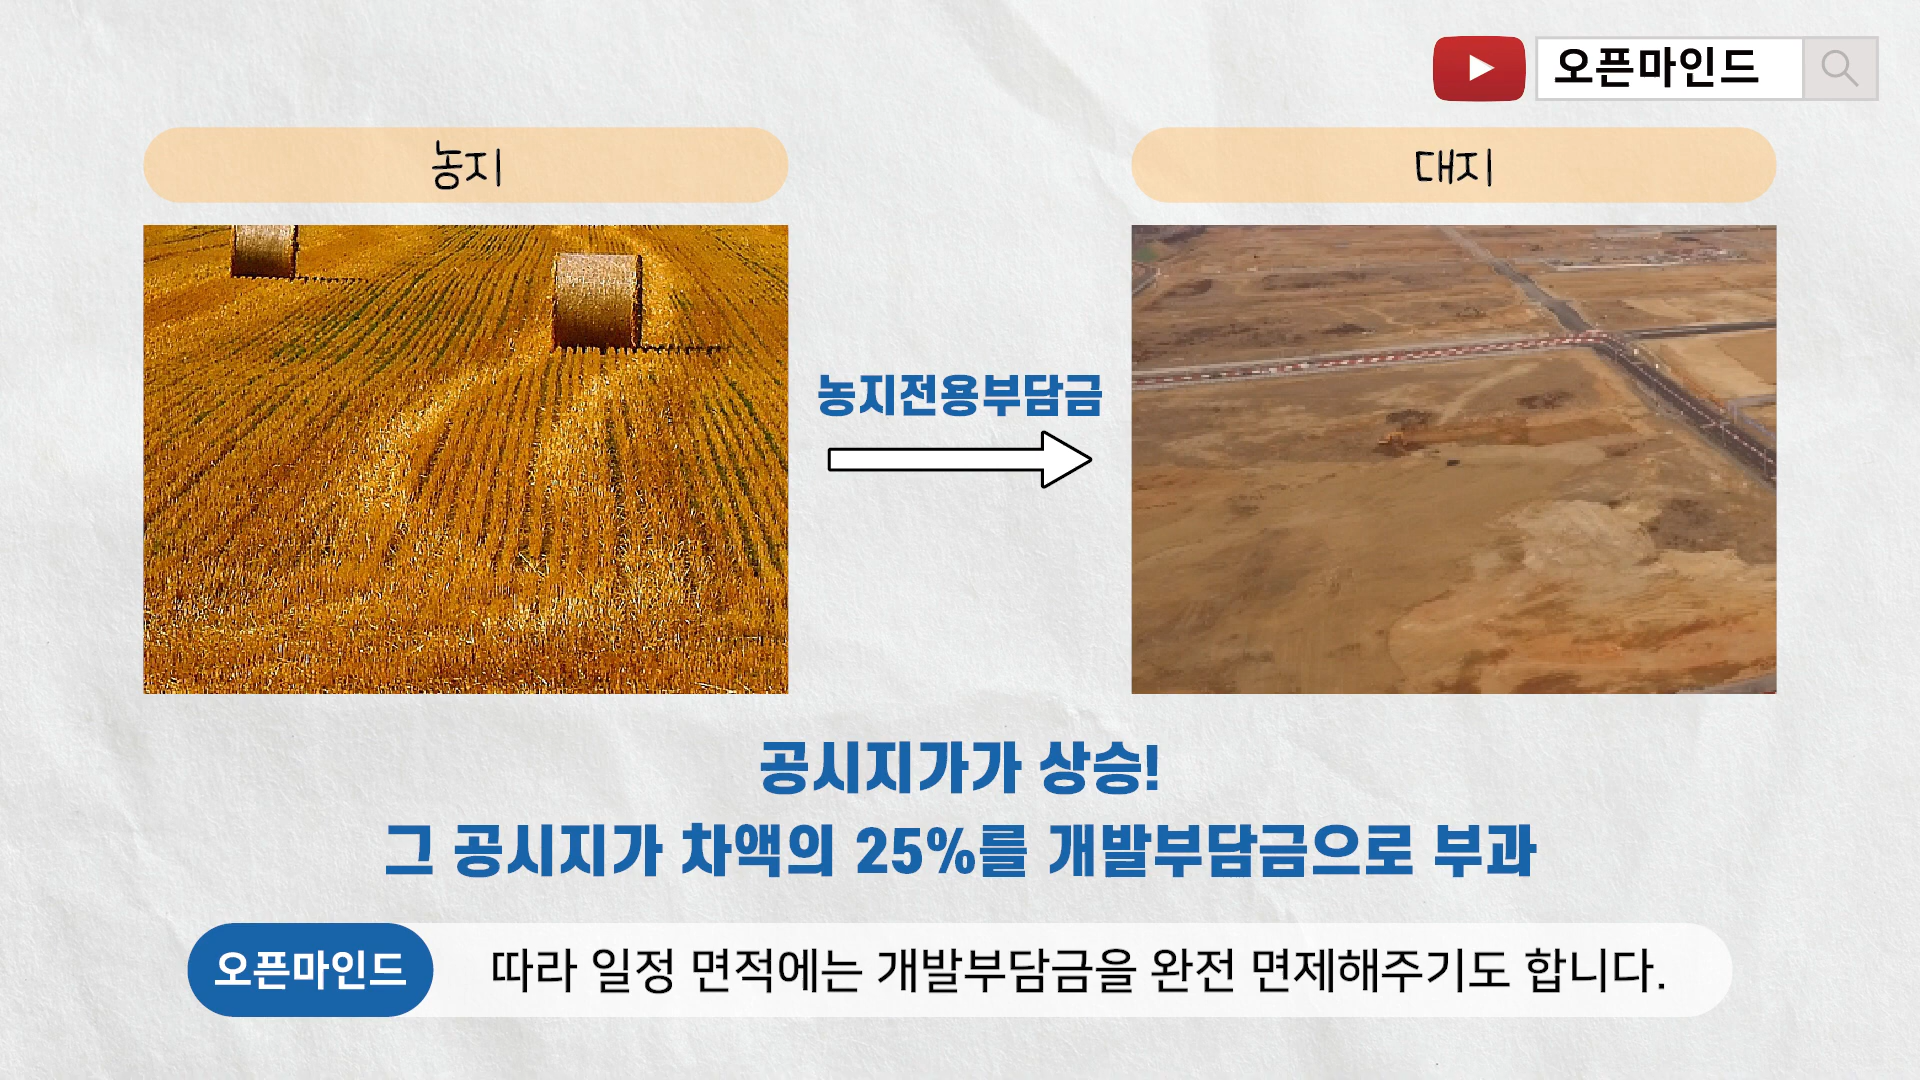 오픈마인드
농지
대지
농지전용부담금
공시지가가 상승!
그 공시지가 차액의 25%를 개발부담금으로 부과
오픈마인드 따라 일정 면적에는 개발부담금을 완전 면제해주기도 합니다.